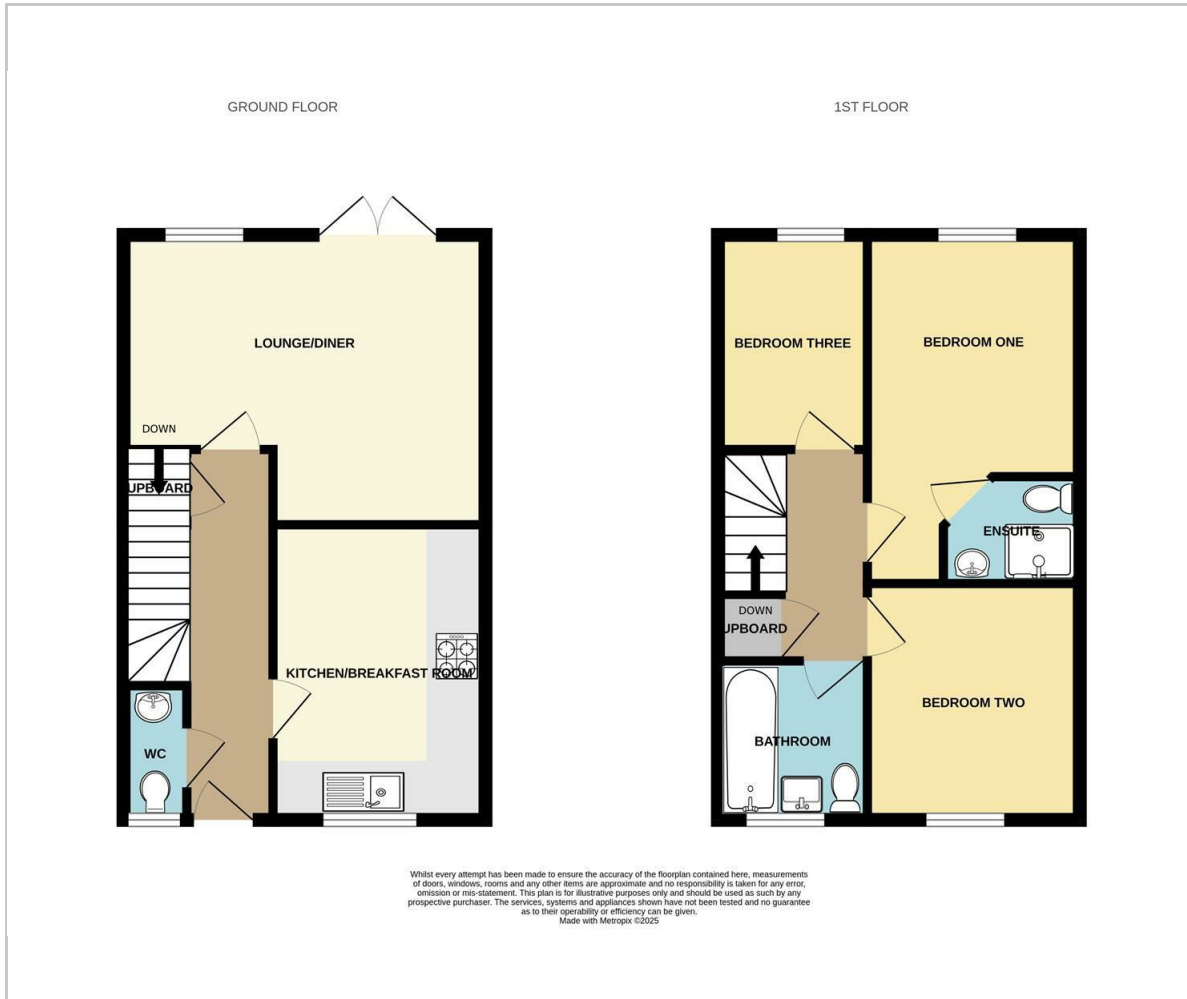 GROUND FLOOR
1ST FLOOR
LOUNGE/DINER
DOWN
UPBOARD
KITCHEN/BREAKFAST ROOM
WC
BEDROOM THREE
BEDROOM ONE
ENSUITE
DOWN
UPBOARD
BEDROOM TWO
BATHROOM
Whilst every attempt has been made to ensure the accuracy of the floorplan contained here, measurements
of doors, windows, rooms and any other items are approximate and no responsibility is taken for any error,
omission or mis-statement. This plan is for illustrative purposes only and should be used as such by any
prospective purchaser. The services, systems and appliances shown have not been tested and no guarantee
as to their operability or efficiency can be given.
Made with Metropix ©2025